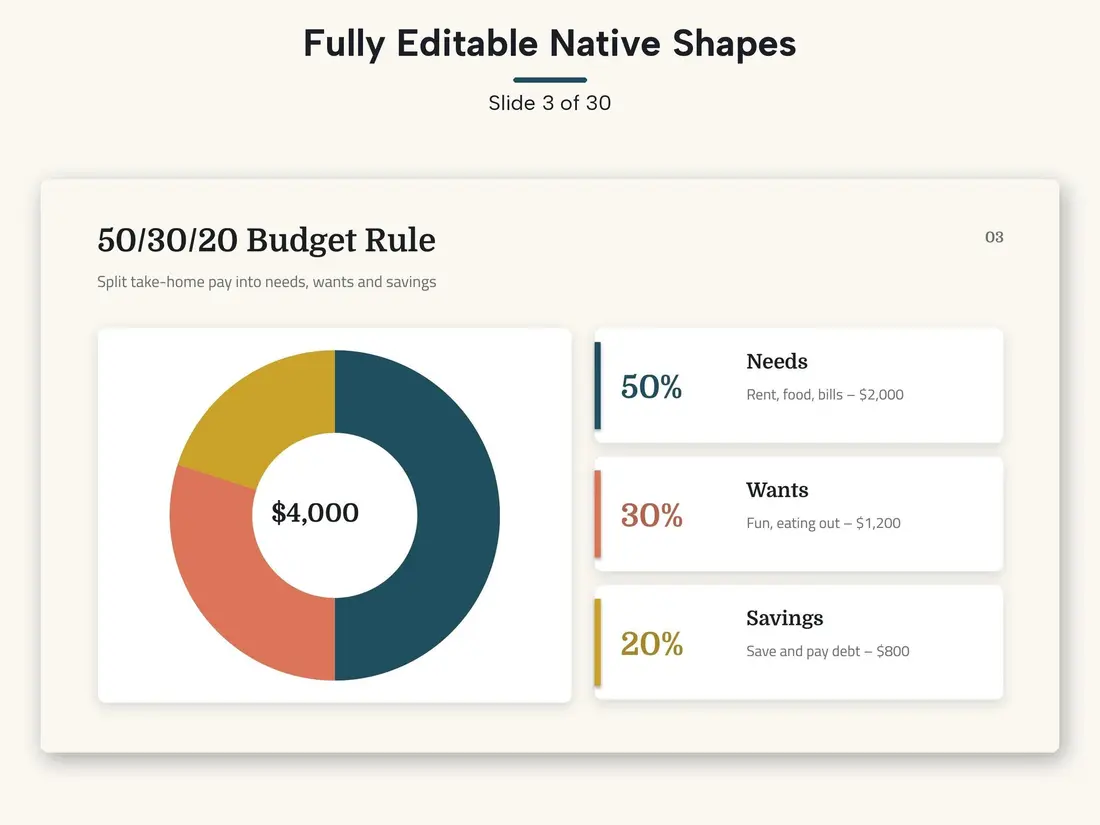 Fully Editable Native Shapes
Slide 3 of 30
50/30/20 Budget Rule
03
Split take-home pay into needs, wants and savings
$4,000
50%
Needs
Rent, food, bills – $2,000
30%
Wants
Fun, eating out – $1,200
20%
Savings
Save and pay debt – $800